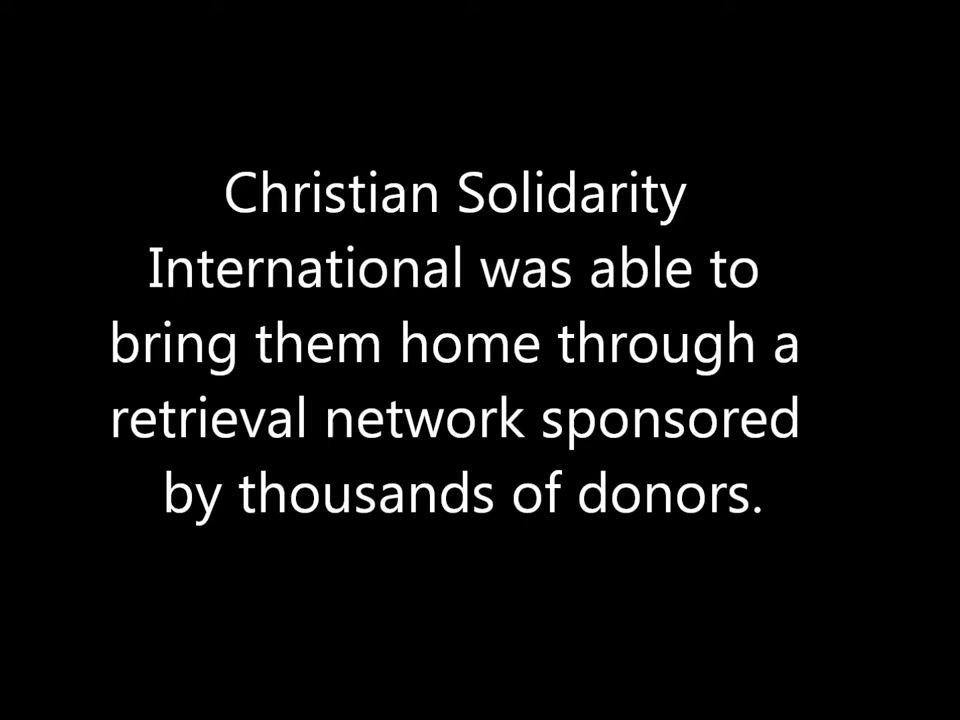 Christian Solidarity
International was able to
bring them home through a
retrieval network sponsored
by thousands of donors.